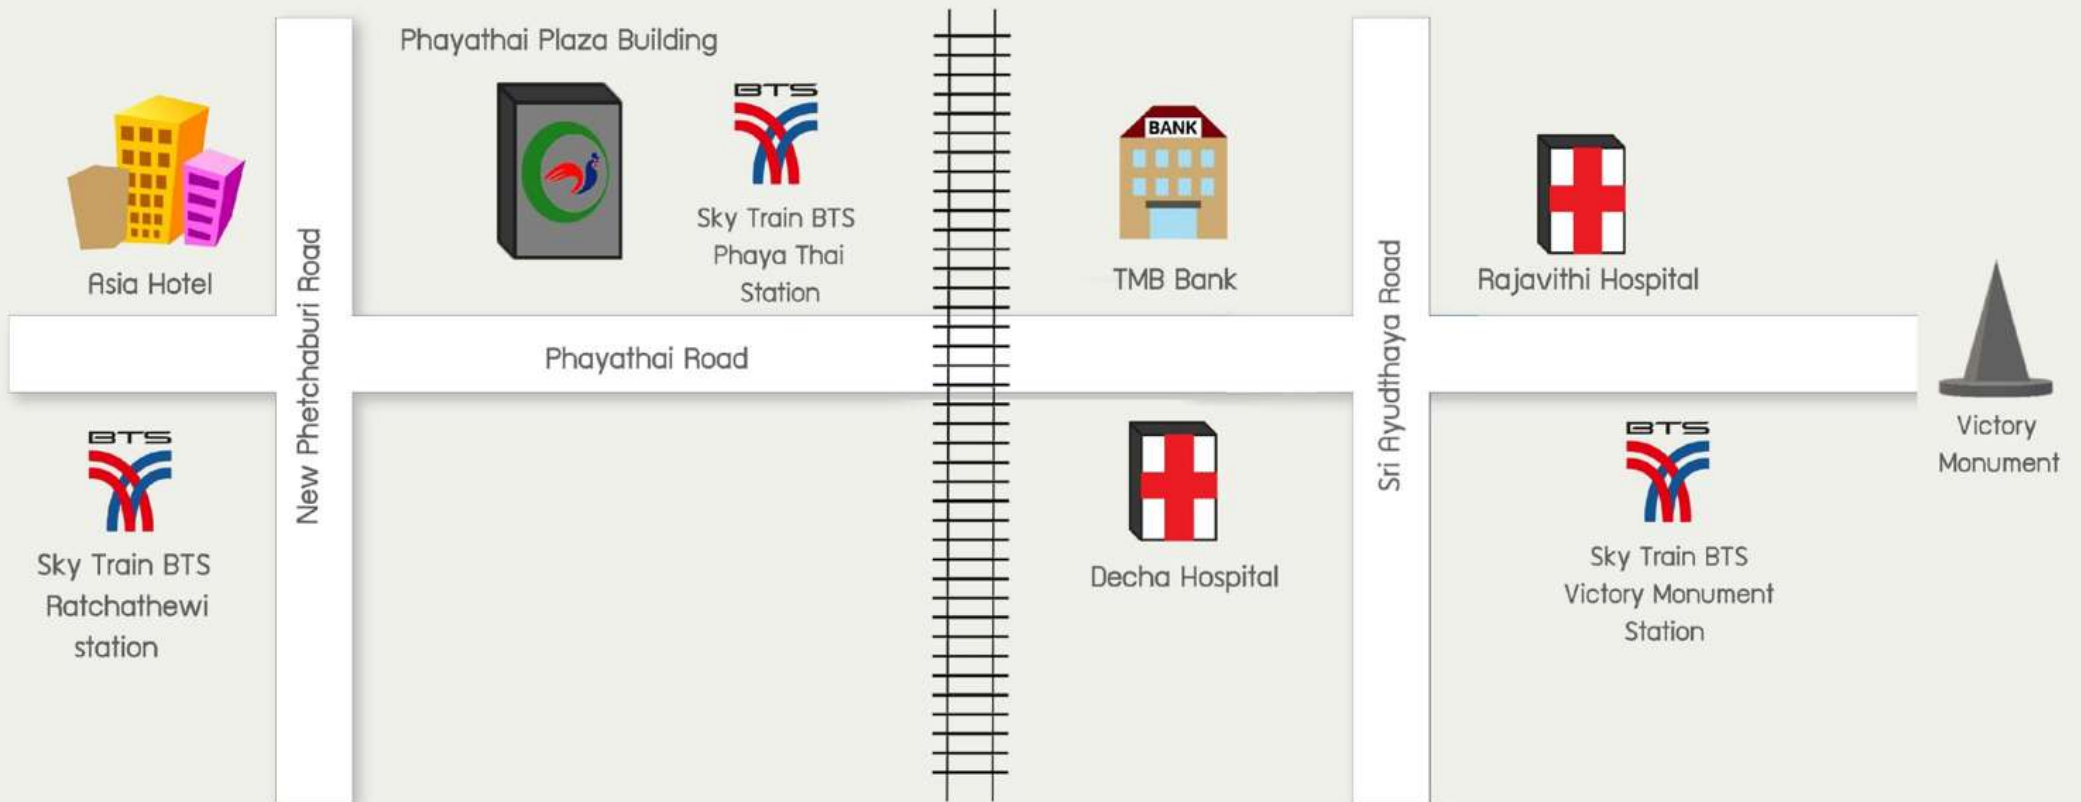 Phayathai Plaza Building
BTS
BANK
Sky Train BTS
Phaya Thai
Station
Asia Hotel
TMB Bank
Rajavithi Hospital
New Phetchaburi Road
Phayathai Road
Sri Ayudthaya Road
BTS
Sky Train BTS
Ratchathewi
station
Decha Hospital
BTS
Sky Train BTS
Victory Monument
Station
Victory
Monument